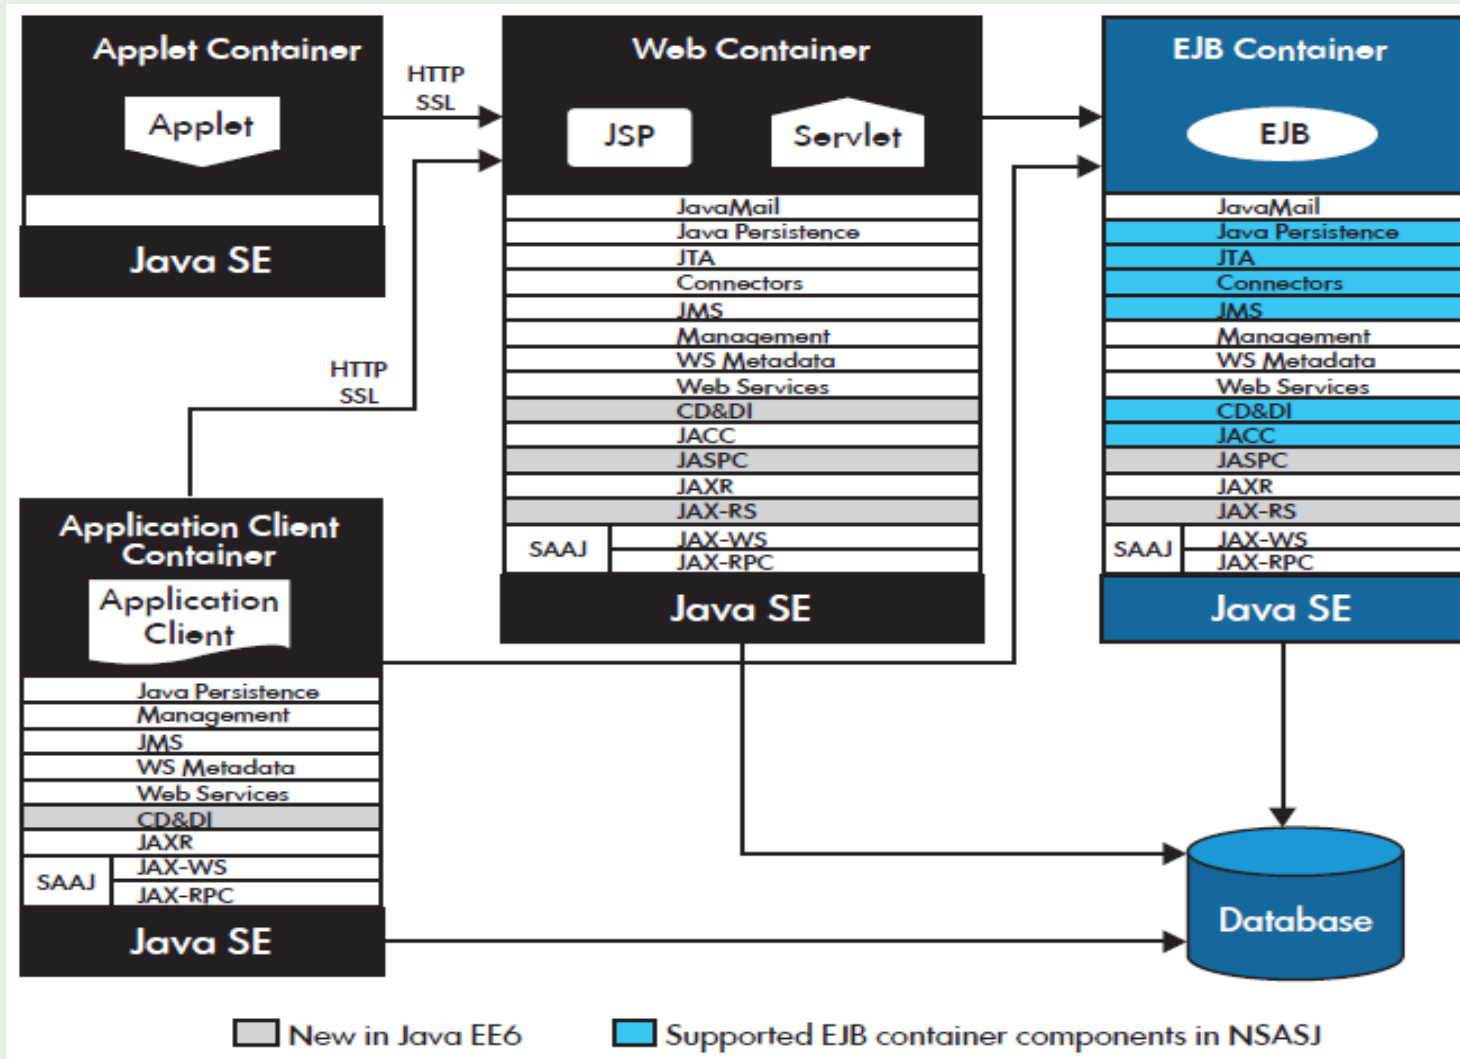 Applet Container
Applet
Java SE
HTTP
SSL
Web Container
JSP
Servlet
JavaMail
Java Persistence
JTA
Connectors
JMS
Management
WS Metadata
Web Services
CD&DI
JACC
JASPC
JAXR
JAX-RS
SAAJ
JAX-WS
JAX-RPC
Java SE
EJB Container
EJB
JavaMail
Java Persistence
JTA
Connectors
JMS
Management
WS Metadata
Web Services
CD&DI
JACC
JASPC
JAXR
JAX-RS
SAAJ
JAX-WS
JAX-RPC
Java SE
HTTP
SSL
Application Client
Container
Application
Client
Java Persistence
Management
JMS
WS Metadata
Web Services
CD&DI
JAXR
SAAJ
JAX-WS
JAX-RPC
Java SE
Database
New in Java EE6
Supported EJB container components in NSASJ